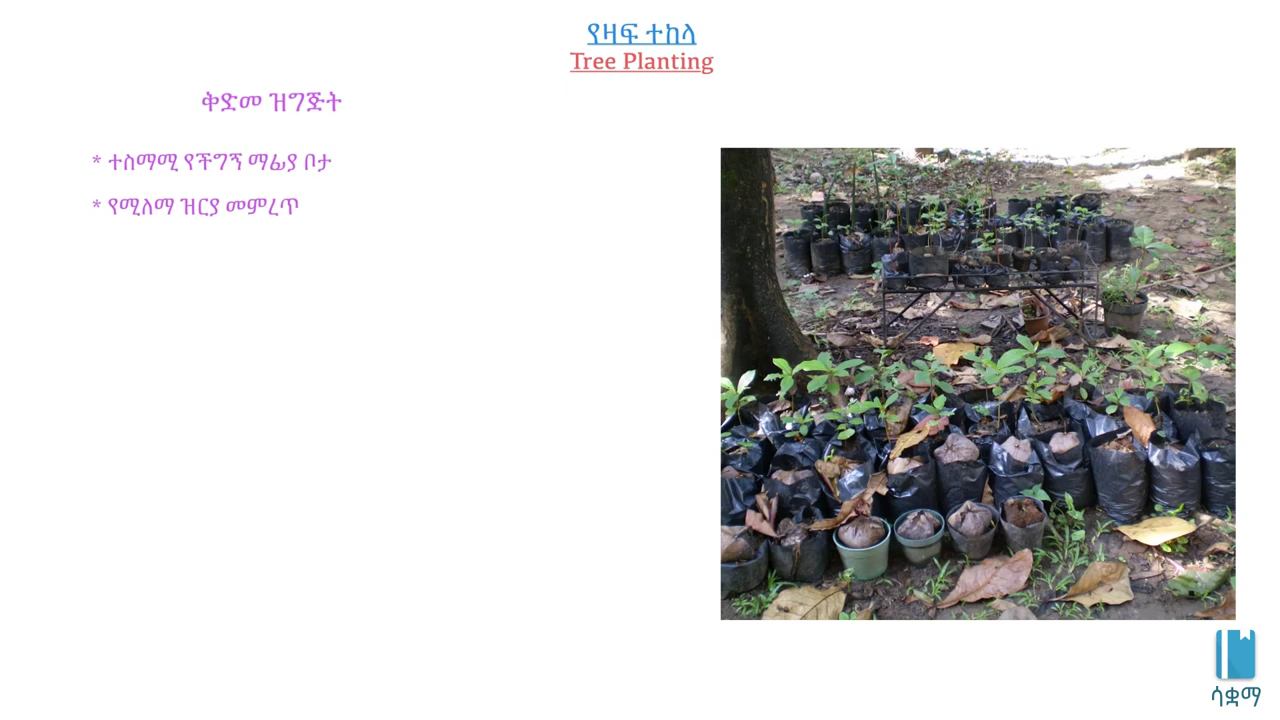 የዛፍ ተከላ
Tree Planting
ቅድመ ዝግጅት
* ተስማሚ የችግኝ ማፊያ ቦታ
* የሚለማ ዝርያ መምረጥ
ሳቋማ